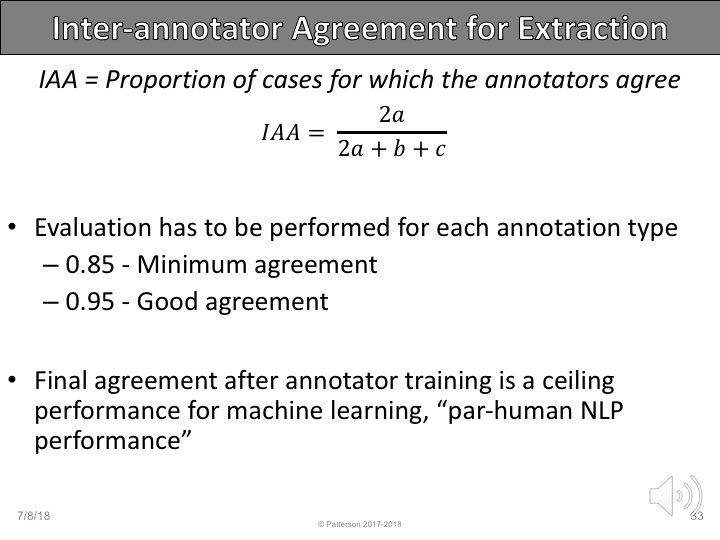 Inter-annotator Agreement for Extraction
IAA = Proportion of cases for which the annotators agree
IAA = 2a / (2a + b + c)
• Evaluation has to be performed for each annotation type
– 0.85 - Minimum agreement
– 0.95 - Good agreement
• Final agreement after annotator training is a ceiling
performance for machine learning, “par-human NLP
performance”
7/8/18
© Patterson 2017-2018
33